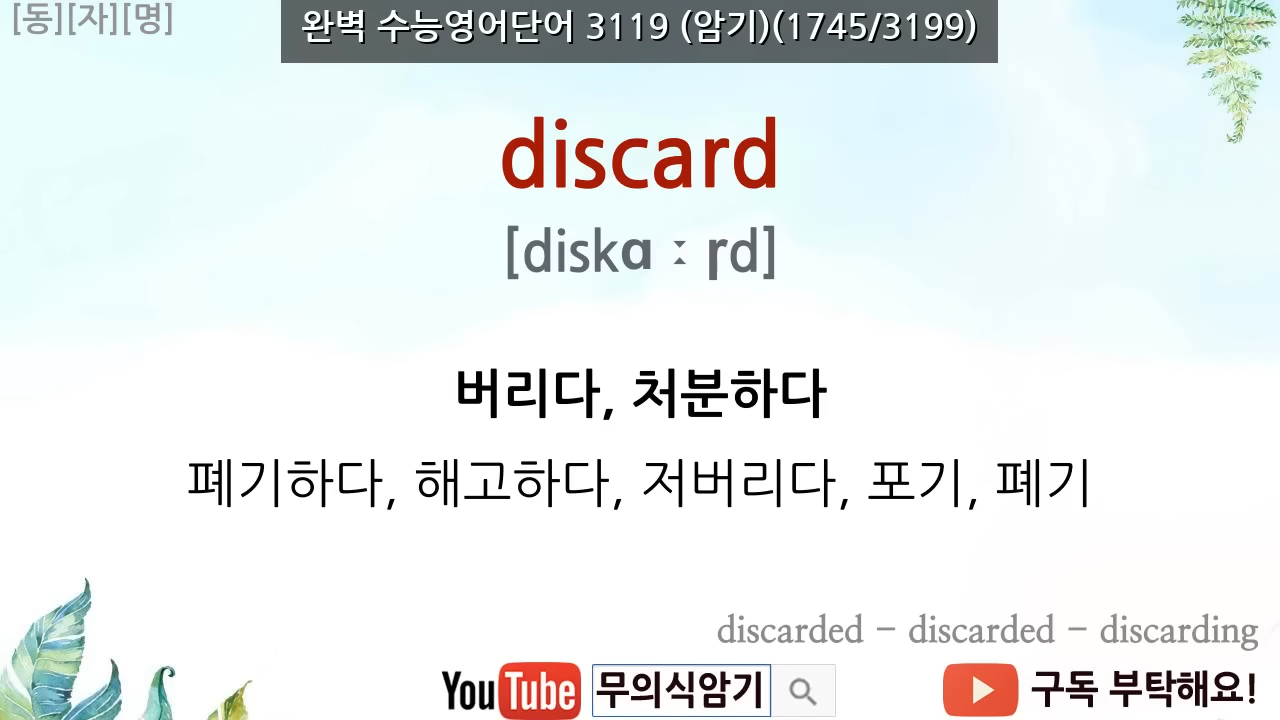 [동][자][명]
완벽 수능영어단어 3119 (암기)(1745/3199)
discard
[diskɑːrd]
버리다, 처분하다
폐기하다, 해고하다, 저버리다, 포기, 폐기
discarded - discarded - discarding
YouTube 무의식암기
구독 부탁해요!